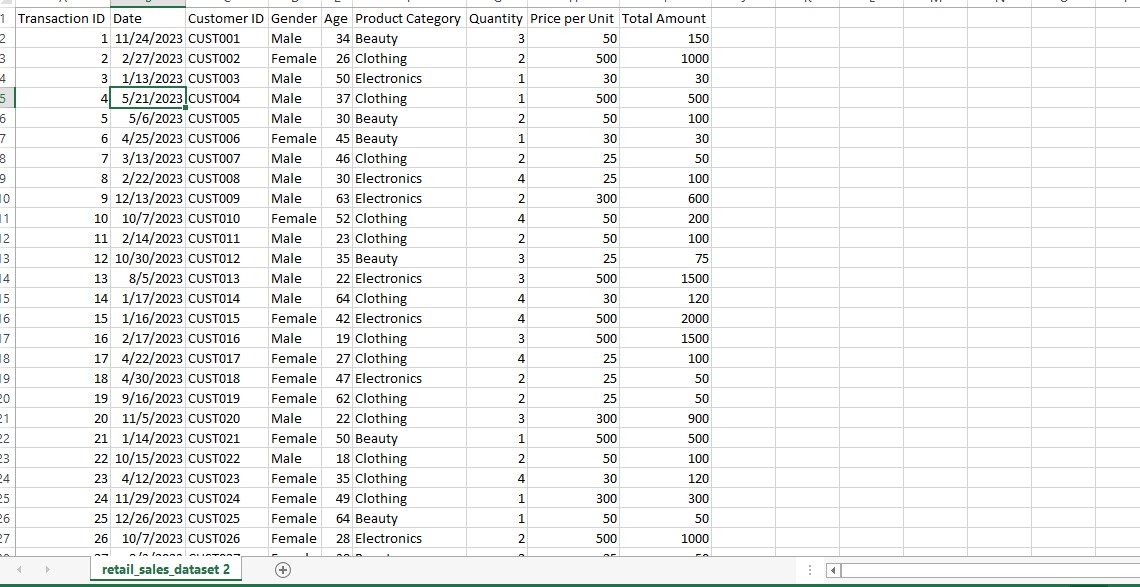 1 Transaction ID Date Customer ID Gender Age Product Category Quantity Price per Unit Total Amount
2 1 11/24/2023 CUST001 Male 34 Beauty 3 50 150
3 2 2/27/2023 CUST002 Female 26 Clothing 2 500 1000
4 3 1/13/2023 CUST003 Male 50 Electronics 1 30 30
5 4 5/21/2023 CUST004 Male 37 Clothing 1 500 500
6 5 5/6/2023 CUST005 Male 30 Beauty 2 50 100
7 6 4/25/2023 CUST006 Female 45 Beauty 1 30 30
8 7 3/13/2023 CUST007 Male 46 Clothing 2 25 50
9 8 2/22/2023 CUST008 Male 30 Electronics 4 25 100
10 9 12/13/2023 CUST009 Male 63 Electronics 2 300 600
11 10 10/7/2023 CUST010 Female 52 Clothing 4 50 200
12 11 2/14/2023 CUST011 Male 23 Clothing 2 50 100
13 12 10/30/2023 CUST012 Male 35 Beauty 3 25 75
14 13 8/5/2023 CUST013 Male 22 Electronics 3 500 1500
15 14 1/17/2023 CUST014 Male 64 Clothing 4 30 120
16 15 1/16/2023 CUST015 Female 42 Electronics 4 500 2000
17 16 2/17/2023 CUST016 Male 19 Clothing 3 500 1500
18 17 4/22/2023 CUST017 Female 27 Clothing 4 25 100
19 18 4/30/2023 CUST018 Female 47 Electronics 2 25 50
20 19 9/16/2023 CUST019 Female 62 Clothing 2 25 50
21 20 11/5/2023 CUST020 Male 22 Clothing 3 300 900
22 21 1/14/2023 CUST021 Female 50 Beauty 1 500 500
23 22 10/15/2023 CUST022 Male 18 Clothing 2 50 100
24 23 4/12/2023 CUST023 Female 35 Clothing 4 30 120
25 24 11/29/2023 CUST024 Female 49 Clothing 1 300 300
26 25 12/26/2023 CUST025 Female 64 Beauty 1 50 50
27 26 10/7/2023 CUST026 Female 28 Electronics 2 500 1000
retail_sales_dataset 2